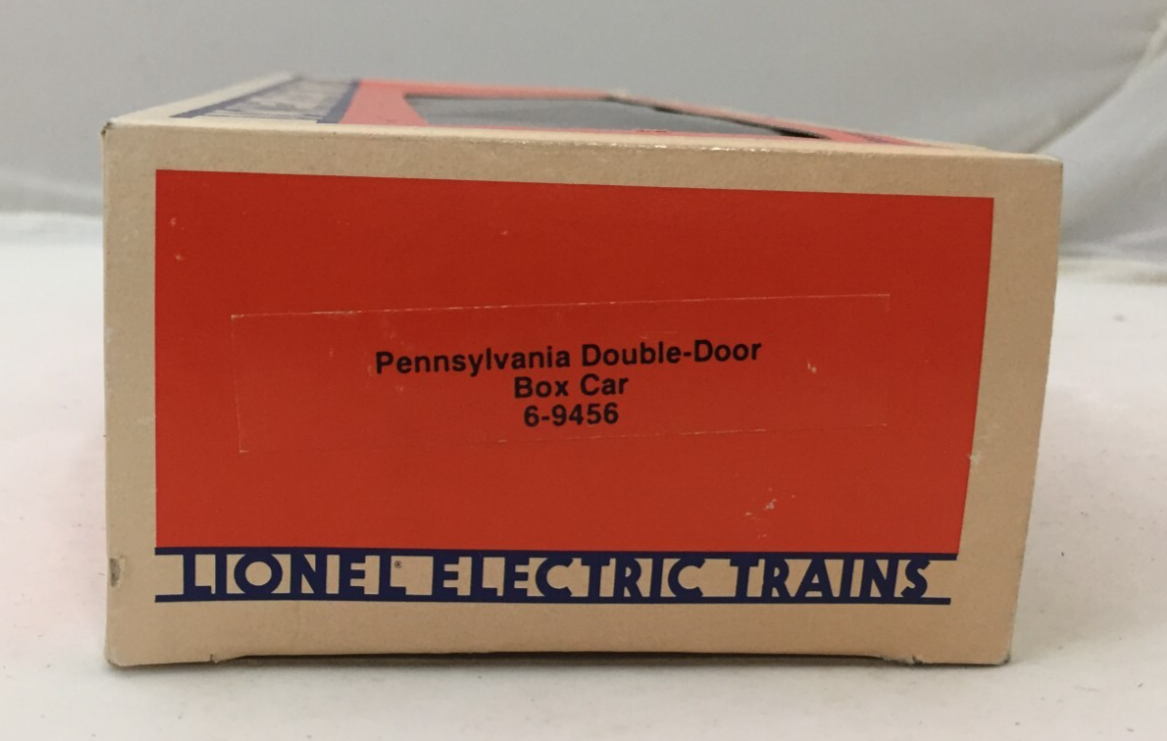 Pennsylvania Double-Door
Box Car
6-9456
LIONEL® ELECTRIC TRAINS